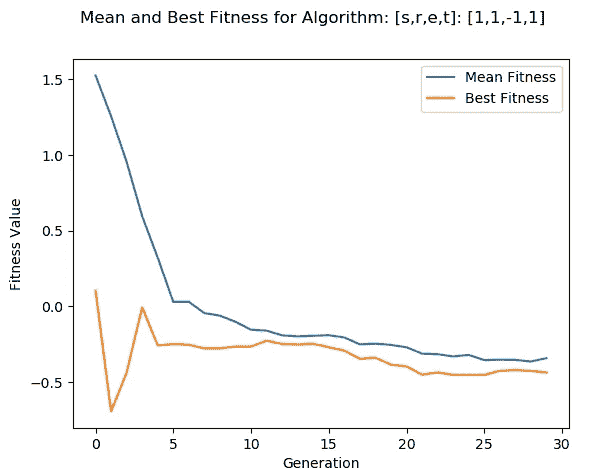 Mean and Best Fitness for Algorithm: [s,r,e,t]: [1,1,-1,1]
Mean Fitness
Best Fitness
Fitness Value
1.5
1.0
0.5
0.0
−0.5
0 5 10 15 20 25 30
Generation